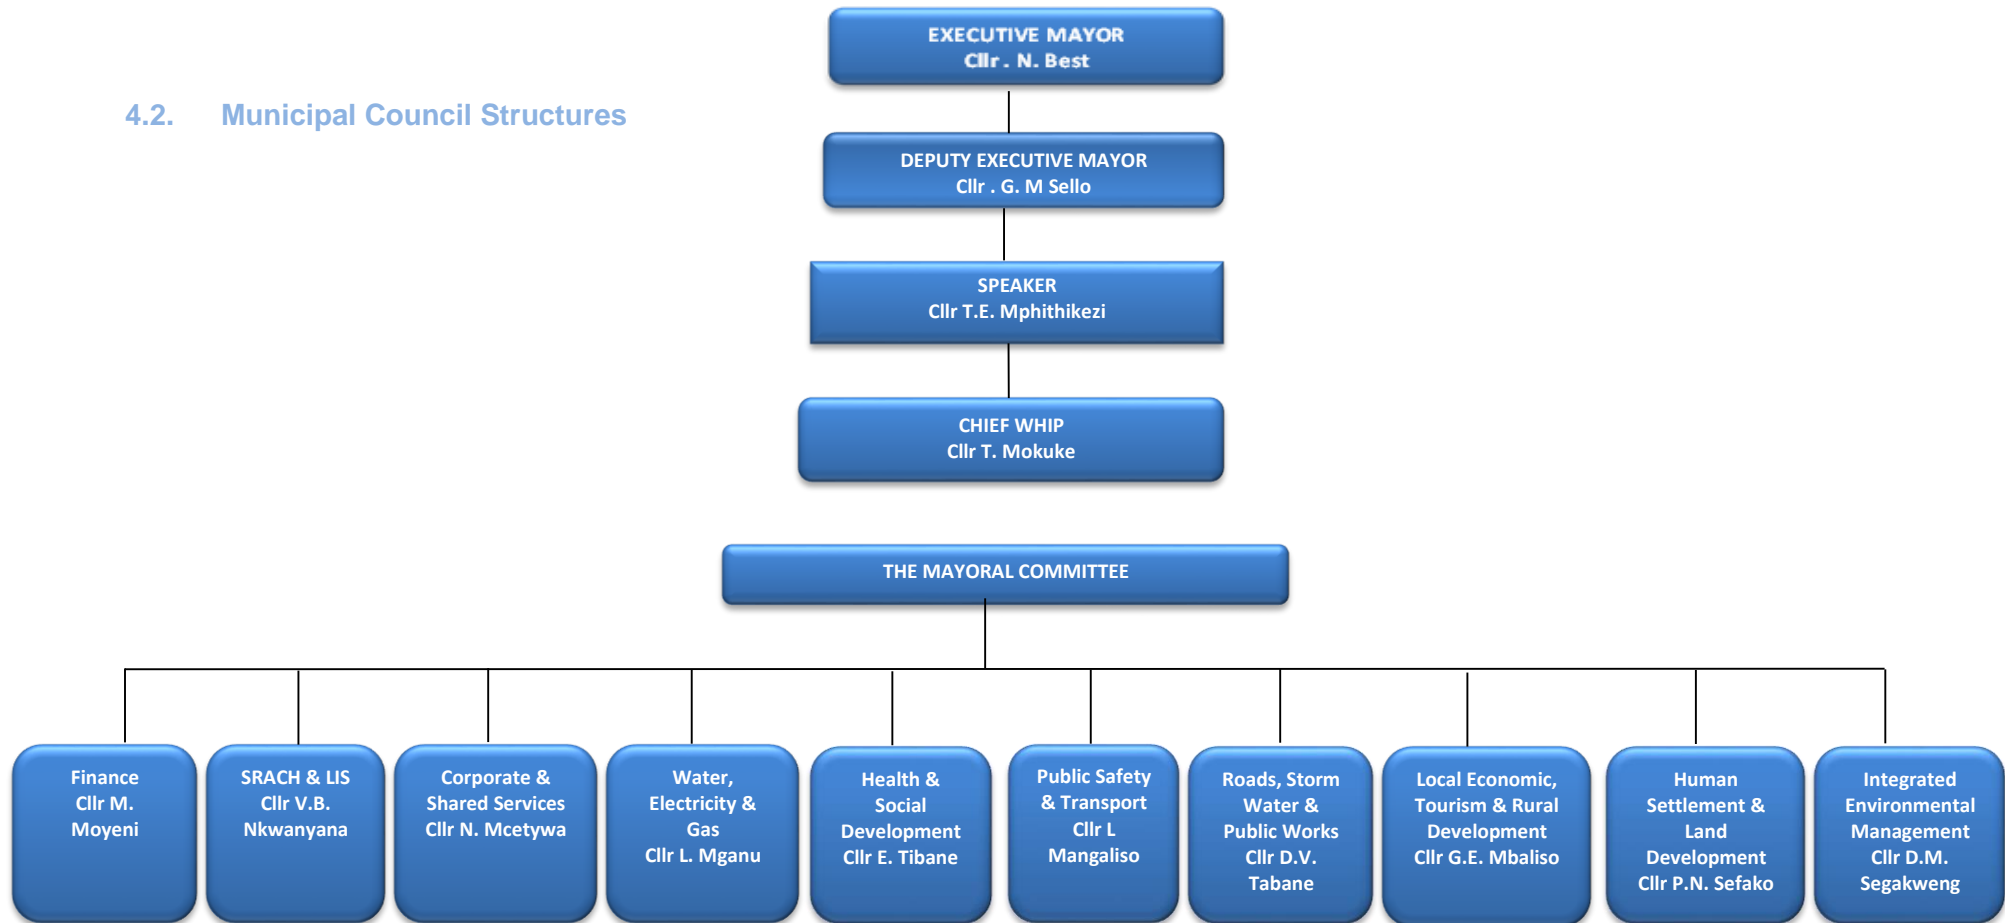 EXECUTIVE MAYOR
Cllr . N. Best
4.2. Municipal Council Structures
DEPUTY EXECUTIVE MAYOR
Cllr . G. M Sello
SPEAKER
Cllr T.E. Mphithikezi
CHIEF WHIP
Cllr T. Mokuke
THE MAYORAL COMMITTEE
Finance
Cllr M.
Moyeni
SRACH & LIS
Cllr V.B.
Nkwanyana
Corporate &
Shared Services
Cllr N. Mcetywa
Water,
Electricity &
Gas
Cllr L. Mganu
Health &
Social
Development
Cllr E. Tibane
Public Safety
& Transport
Cllr L
Mangaliso
Roads, Storm
Water &
Public Works
Cllr D.V.
Tabane
Local Economic,
Tourism & Rural
Development
Cllr G.E. Mbaliso
Human
Settlement &
Land
Development
Cllr P.N. Sefako
Integrated
Environmental
Management
Cllr D.M.
Segakweng